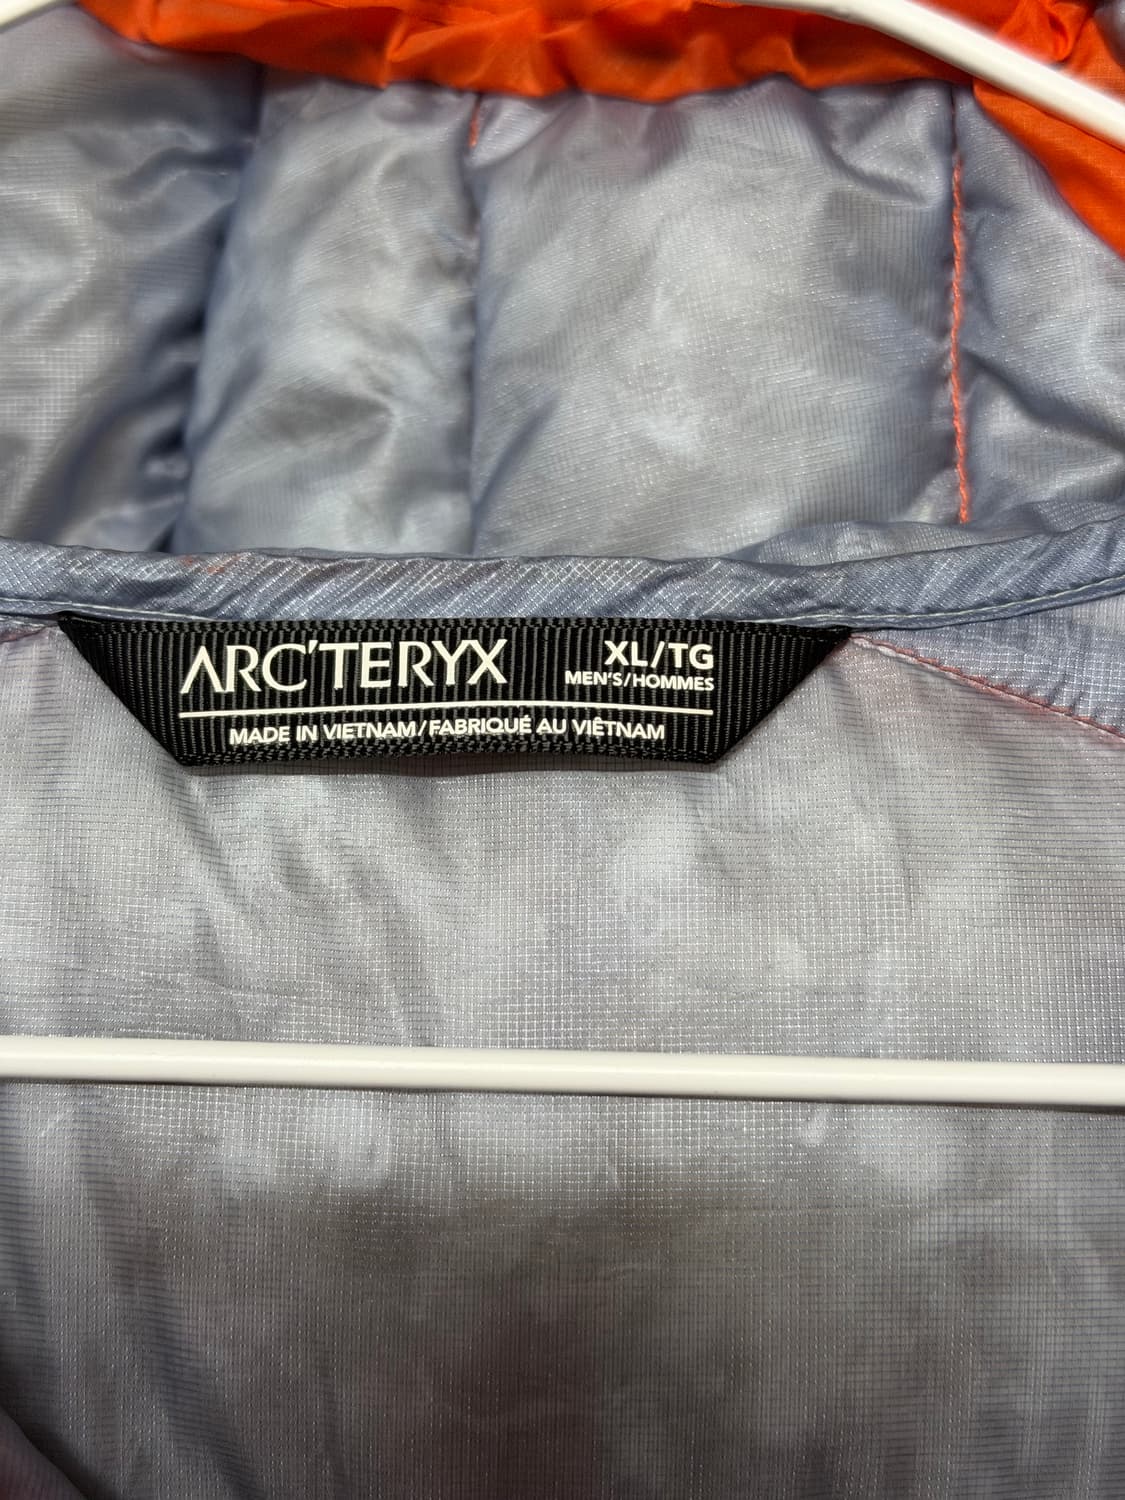 ARC'TERYX XL/TG
MEN'S/HOMMES
MADE IN VIETNAM/FABRIQUÉ AU VIÊTNAM